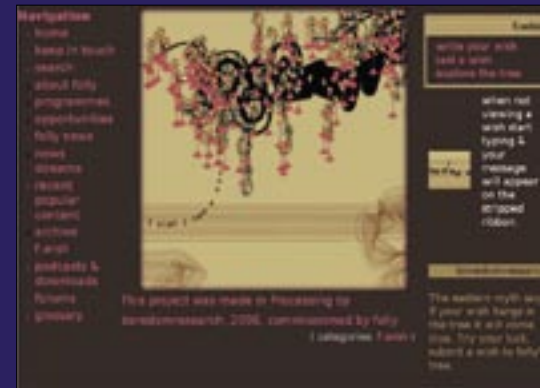 Navigation
home
keep in touch
search
about folly
programmes
opportunities
folly news
news
streams
recent
popular
content
archive
f.wish
podcasts &
downloads
forums
glossary
This project was made in Processing by
boredomresearch, 2006, commissioned by folly
( categories: f.wish )
write your wish
explore the tree
when not
viewing a
wish start
typing &
your
message
will appear
on the
stripped
ribbon.
The eastern myth says
if your wish hangs in
the tree it will come
true. Try your luck,
submit a wish to folly's
tree.